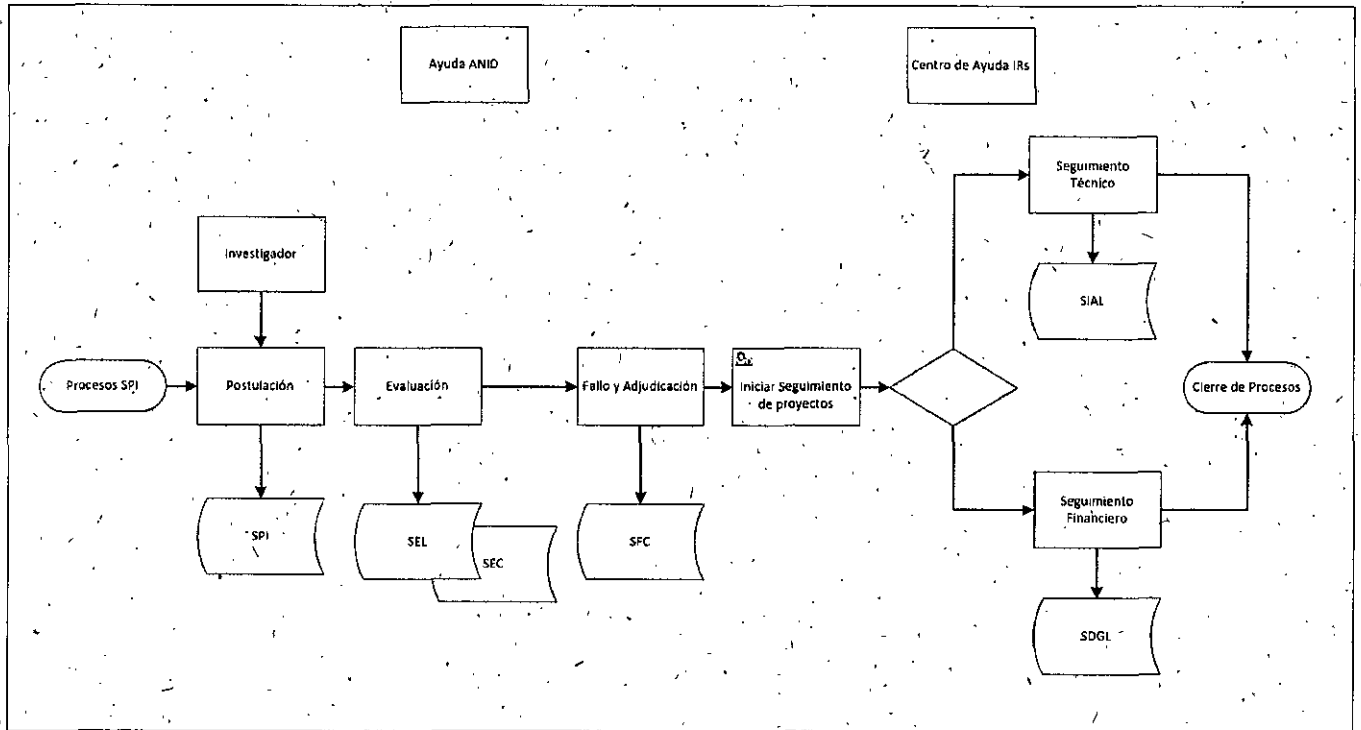 Ayuda ANID
Centro de Ayuda IRs
Seguimiento
Técnico
Investigador
SIAL
Procesos SPI
Postulación
Evaluación
Fallo y Adjudicación
Iniciar Seguimiento
de proyectos
Cierre de Procesos
Seguimiento
Financiero
SPI
SEL
SEC
SFC
SDGL